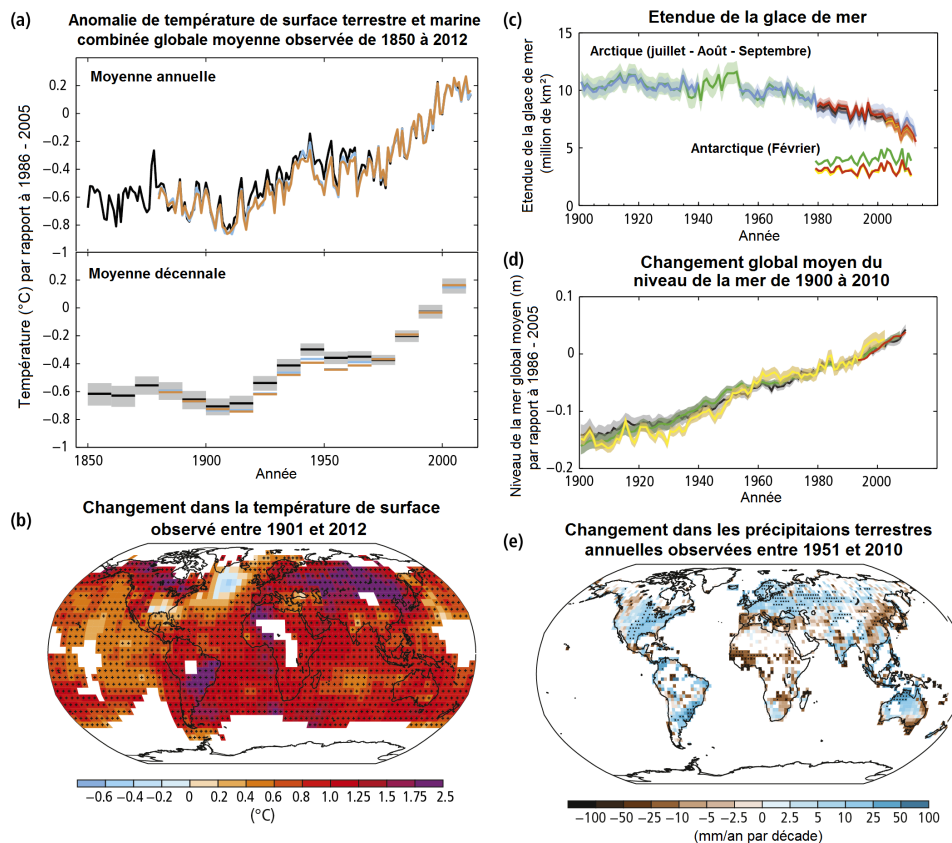 (a)
Anomalie de température de surface terrestre et marine
combinée globale moyenne observée de 1850 à 2012
Température (°C) par rapport à 1986 - 2005
Moyenne annuelle
0.2
0
−0.2
−0.4
−0.6
−0.8
−1
Moyenne décennale
0.2
0
−0.2
−0.4
−0.6
−0.8
−1
1850
1900
1950
2000
Année
(b)
Changement dans la température de surface
observé entre 1901 et 2012
−0.6
−0.4
−0.2
0
0.2
0.4
0.6
0.8
1.0
1.25
1.5
1.75
2.5
(°C)
(c)
Etendue de la glace de mer
Etendue de la glace de mer
(million de km²)
15
10
5
0
Arctique (juillet - Août - Septembre)
Antarctique (Février)
1900
1920
1940
1960
1980
2000
Année
(d)
Changement global moyen du
niveau de la mer de 1900 à 2010
Niveau de la mer global moyen (m)
par rapport à 1986 - 2005
0.1
0
−0.1
−0.2
1900
1920
1940
1960
1980
2000
Année
(e)
Changement dans les précipitaions terrestres
annuelles observées entre 1951 et 2010
−100
−50
−25
−10
−5
−2.5
0
2.5
5
10
25
50
100
(mm/an par décade)